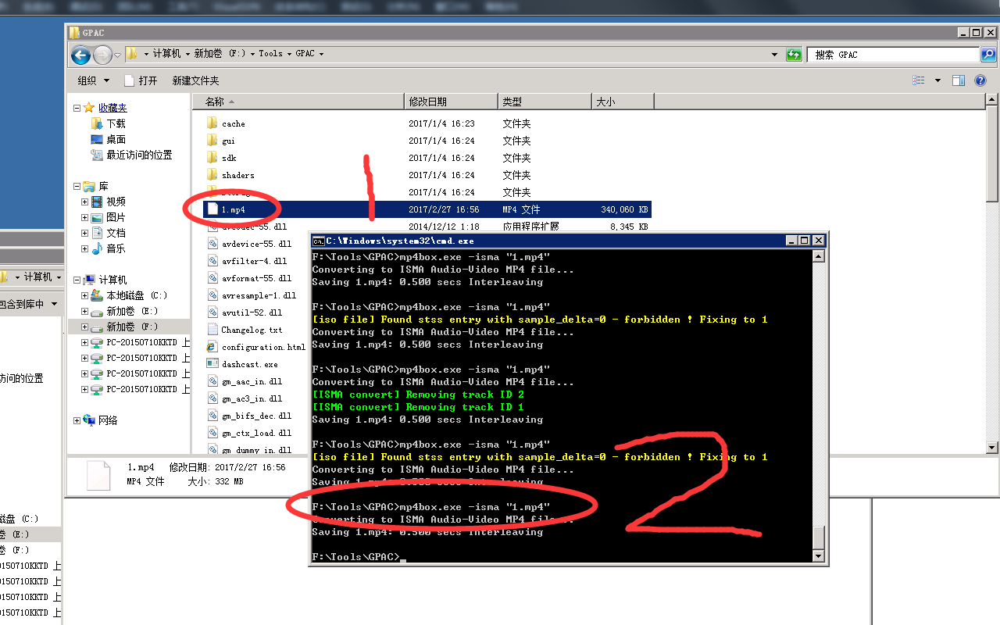 GPAC
计算机 新加卷 (F:) Tools GPAC
搜索 GPAC
组织 打开 新建文件夹
名称 修改日期 类型 大小
收藏夹
下载
桌面
最近访问的位置
库
视频
图片
文档
音乐
计算机
本地磁盘 (C:)
新加卷 (E:)
新加卷 (F:)
PC-20150710KKTD 上
PC-20150710KKTD 上
PC-20150710KKTD 上
PC-20150710KKTD 上
网络
cache 2017/1/4 16:23 文件夹
gui 2017/1/4 16:24 文件夹
sdk 2017/1/4 16:24 文件夹
shaders 2017/1/4 16:24 文件夹
2017/1/4 16:24 文件夹
1.mp4 2017/2/27 16:56 MP4 文件 340,060 KB
avcodec-55.dll 2014/12/12 1:18 应用程序扩展 8,345 KB
avdevice-55.dll
avfilter-4.dll
avformat-55.dll
avresample-1.dll
avutil-52.dll
Changelog.txt
configuration.html
dashcast.exe
gm_aac_in.dll
gm_ac3_in.dll
gm_bifs_dec.dll
gm_ctx_load.dll
gm_dummy_in.dll
1.mp4 修改日期: 2017/2/27 16:56
MP4 文件 大小: 332 MB
1
C:\Windows\system32\cmd.exe
F:\Tools\GPAC>mp4box.exe -isma "1.mp4"
Converting to ISMA Audio-Video MP4 file...
Saving 1.mp4: 0.500 secs Interleaving
F:\Tools\GPAC>mp4box.exe -isma "1.mp4"
[iso file] Found stss entry with sample_delta=0 - forbidden ! Fixing to 1
Converting to ISMA Audio-Video MP4 file...
Saving 1.mp4: 0.500 secs Interleaving
F:\Tools\GPAC>mp4box.exe -isma "1.mp4"
Converting to ISMA Audio-Video MP4 file...
[ISMA convert] Removing track ID 2
[ISMA convert] Removing track ID 1
Saving 1.mp4: 0.500 secs Interleaving
F:\Tools\GPAC>mp4box.exe -isma "1.mp4"
[iso file] Found stss entry with sample_delta=0 - forbidden ! Fixing to 1
Converting to ISMA Audio-Video MP4 file...
Saving 1.mp4: 0.500 secs Interleaving
F:\Tools\GPAC>mp4box.exe -isma "1.mp4"
Converting to ISMA Audio-Video MP4 file...
Saving 1.mp4: 0.500 secs Interleaving
F:\Tools\GPAC>
2
计算机
包含到库中
访问的位置
磁盘 (C:)
卷 (E:)
卷 (F:)
0150710KKTD 上
0150710KKTD 上
0150710KKTD 上
0150710KKTD 上